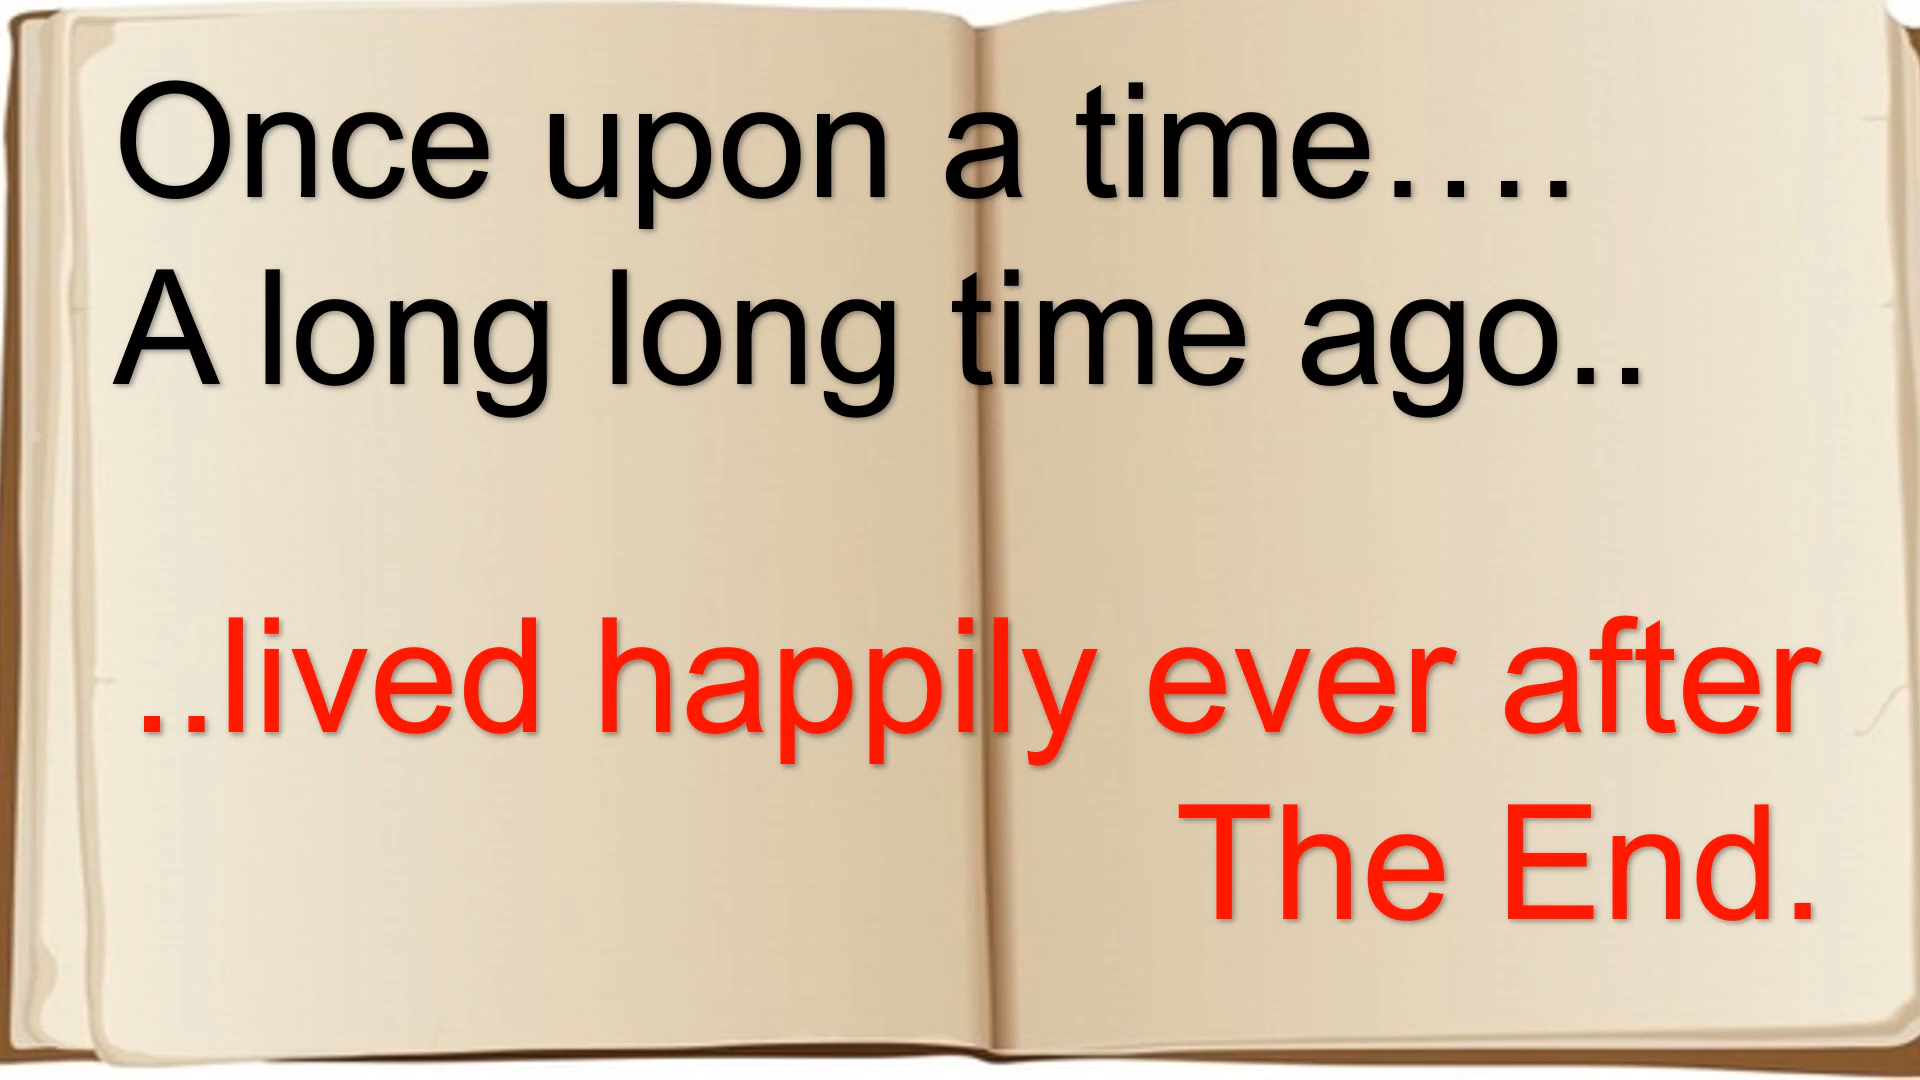 Once upon a time….
A long long time ago..
..lived happily ever after
The End.